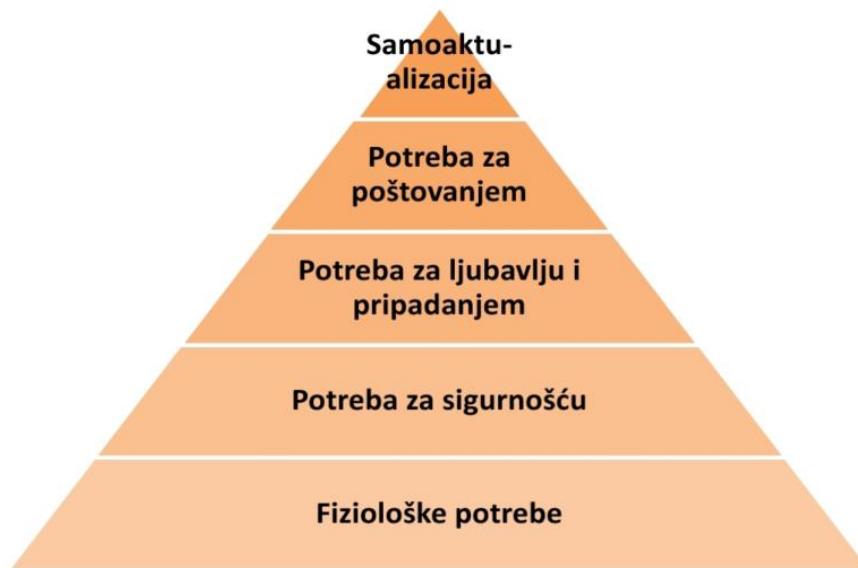 Samoaktu-
alizacija
Potreba za
poštovanjem
Potreba za ljubavlju i
pripadanjem
Potreba za sigurnošću
Fiziološke potrebe